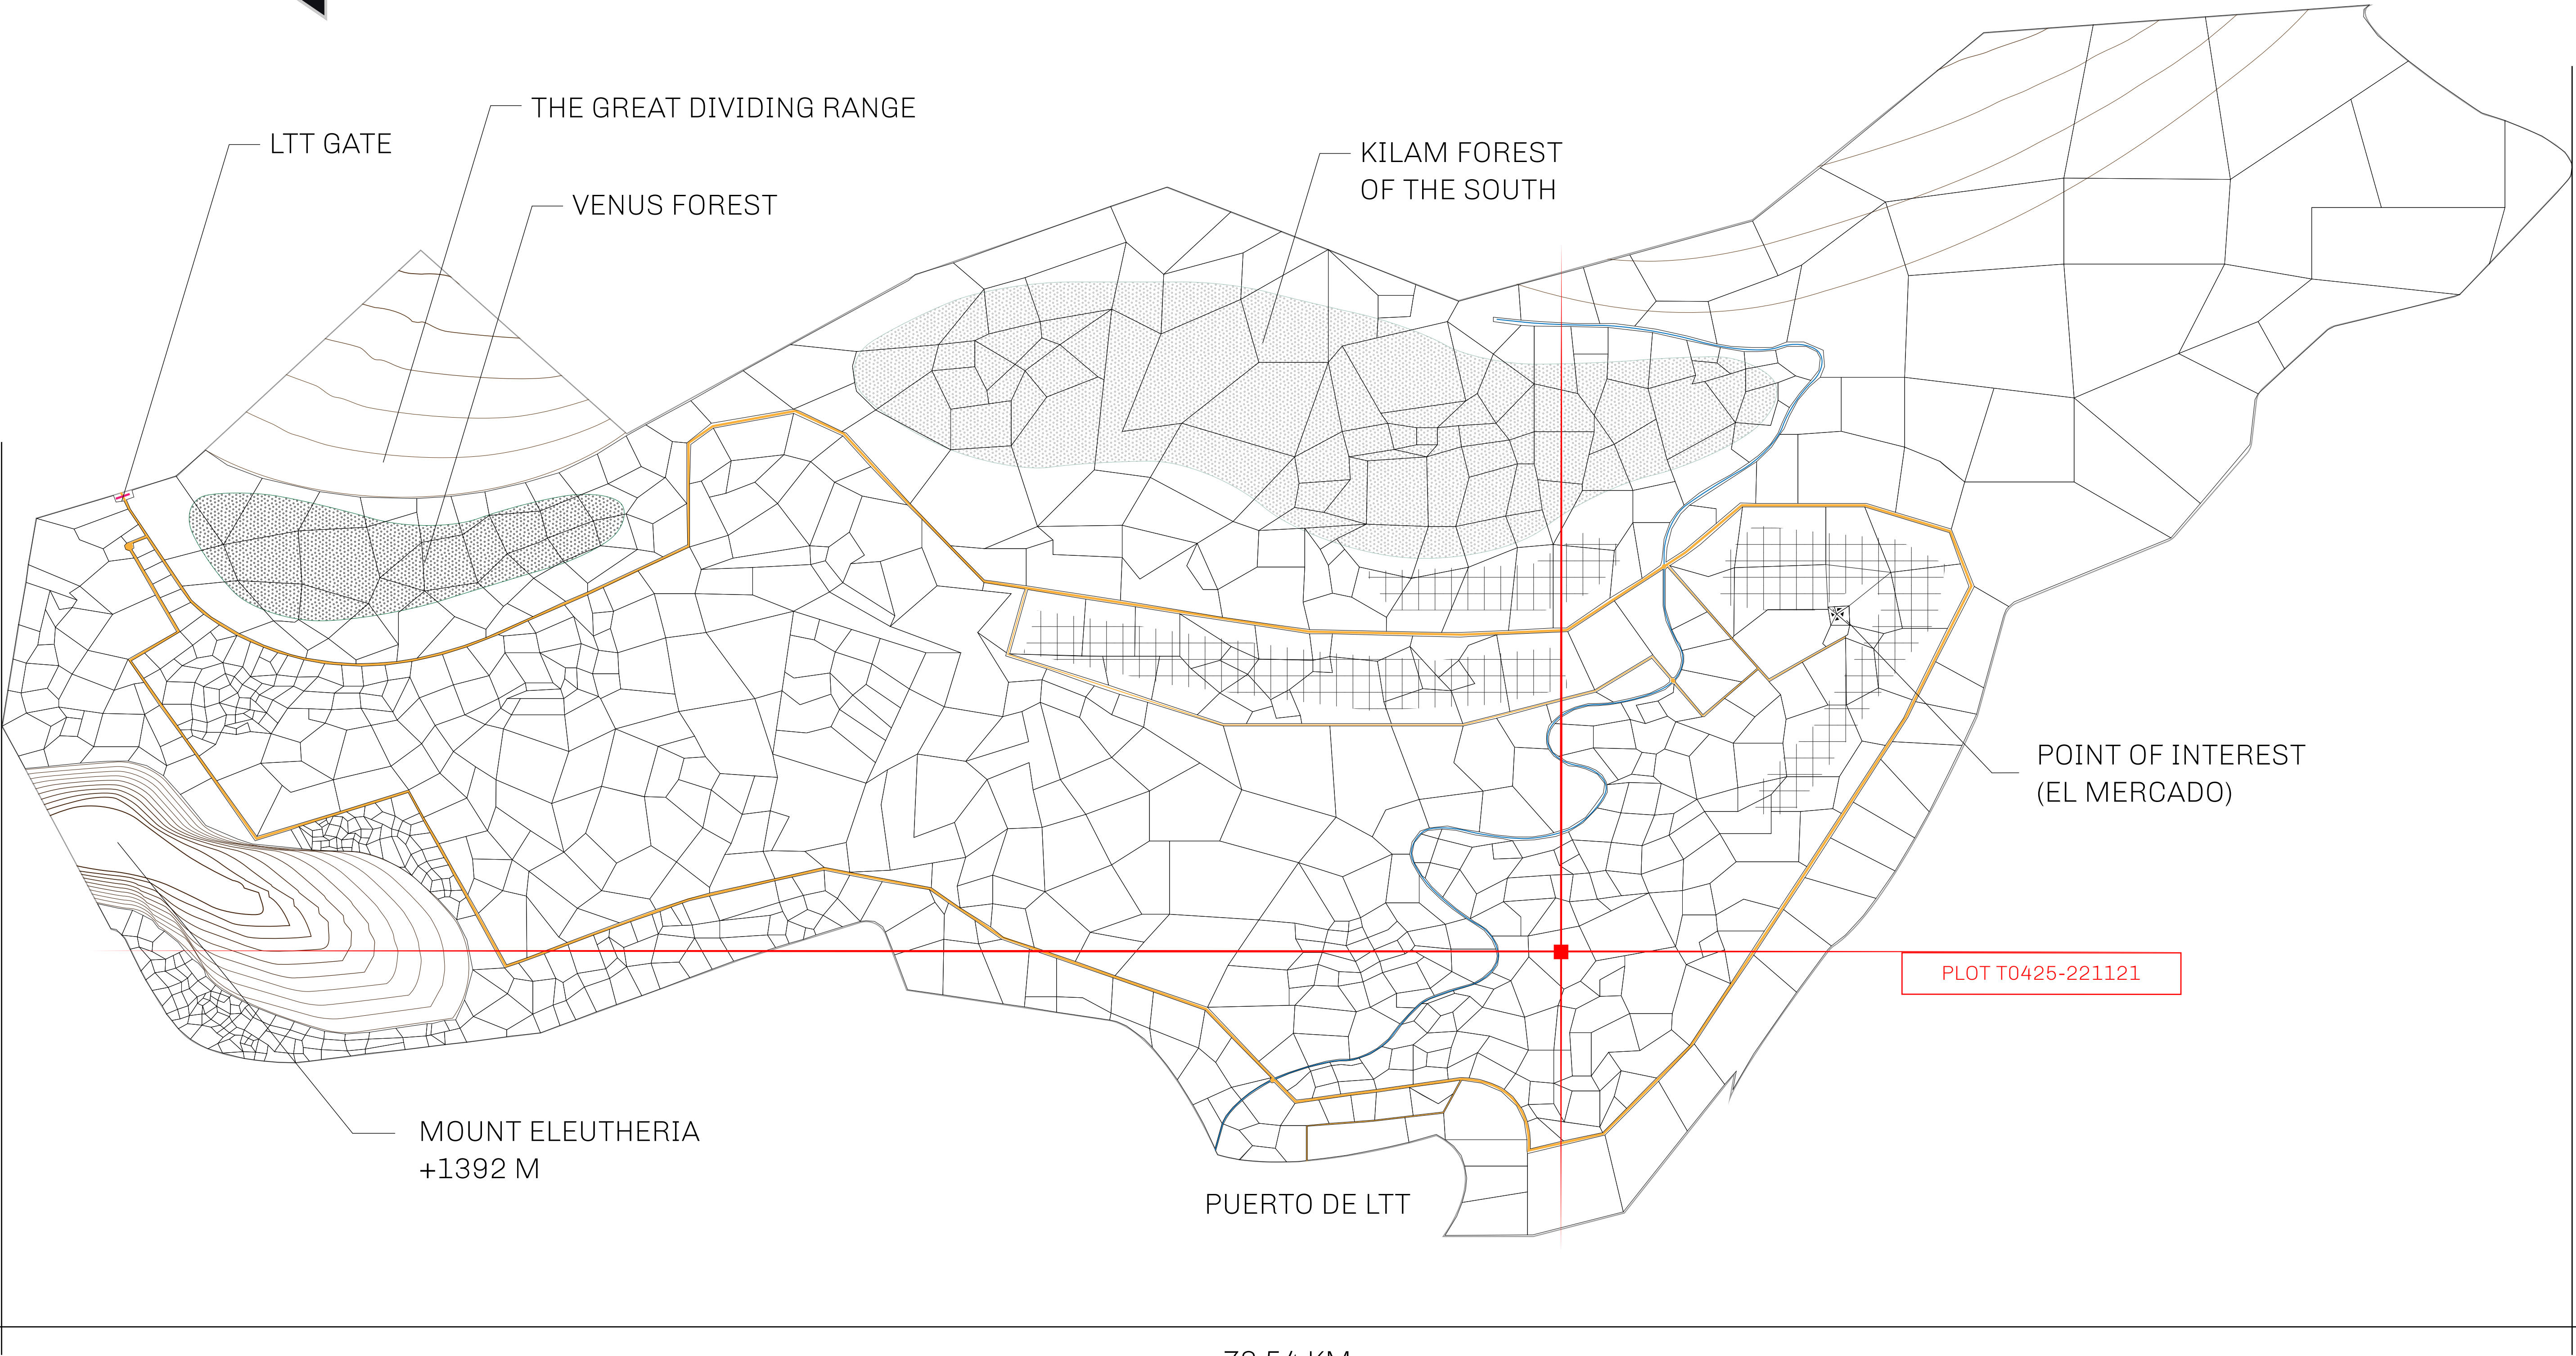 THE GREAT DIVIDING RANGE
LTT GATE
KILAM FOREST
OF THE SOUTH
VENUS FOREST
POINT OF INTEREST
(EL MERCADO)
PLOT T0425-221121
MOUNT ELEUTHERIA
+1392 M
PUERTO DE LTT
KM